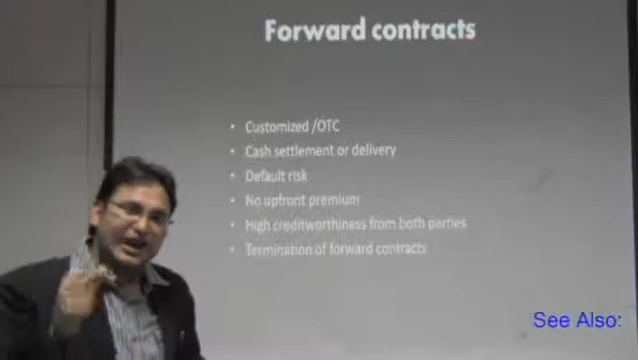 Forward contracts
• Customized /OTC
• Cash settlement or delivery
• Default risk
• No upfront premium
• High creditworthiness from both parties
• Termination of forward contracts
See Also: